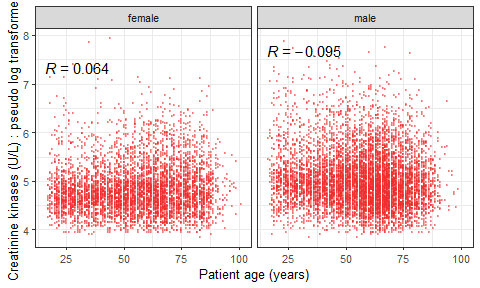 female
male
R = 0.064
R = −0.095
8
7
6
5
4
25
50
75
100
25
50
75
100
Creatinine kinases (U/L) : pseudo log transforme
Patient age (years)